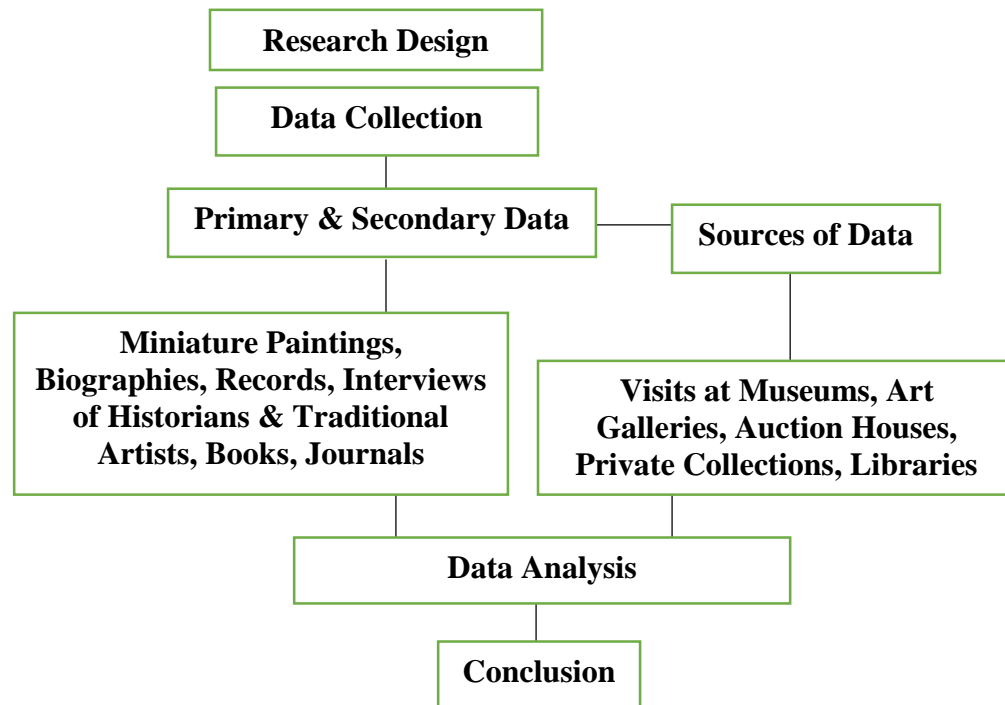 Research Design
Data Collection
Primary & Secondary Data
Sources of Data
Miniature Paintings,
Biographies, Records, Interviews
of Historians & Traditional
Artists, Books, Journals
Visits at Museums, Art
Galleries, Auction Houses,
Private Collections, Libraries
Data Analysis
Conclusion